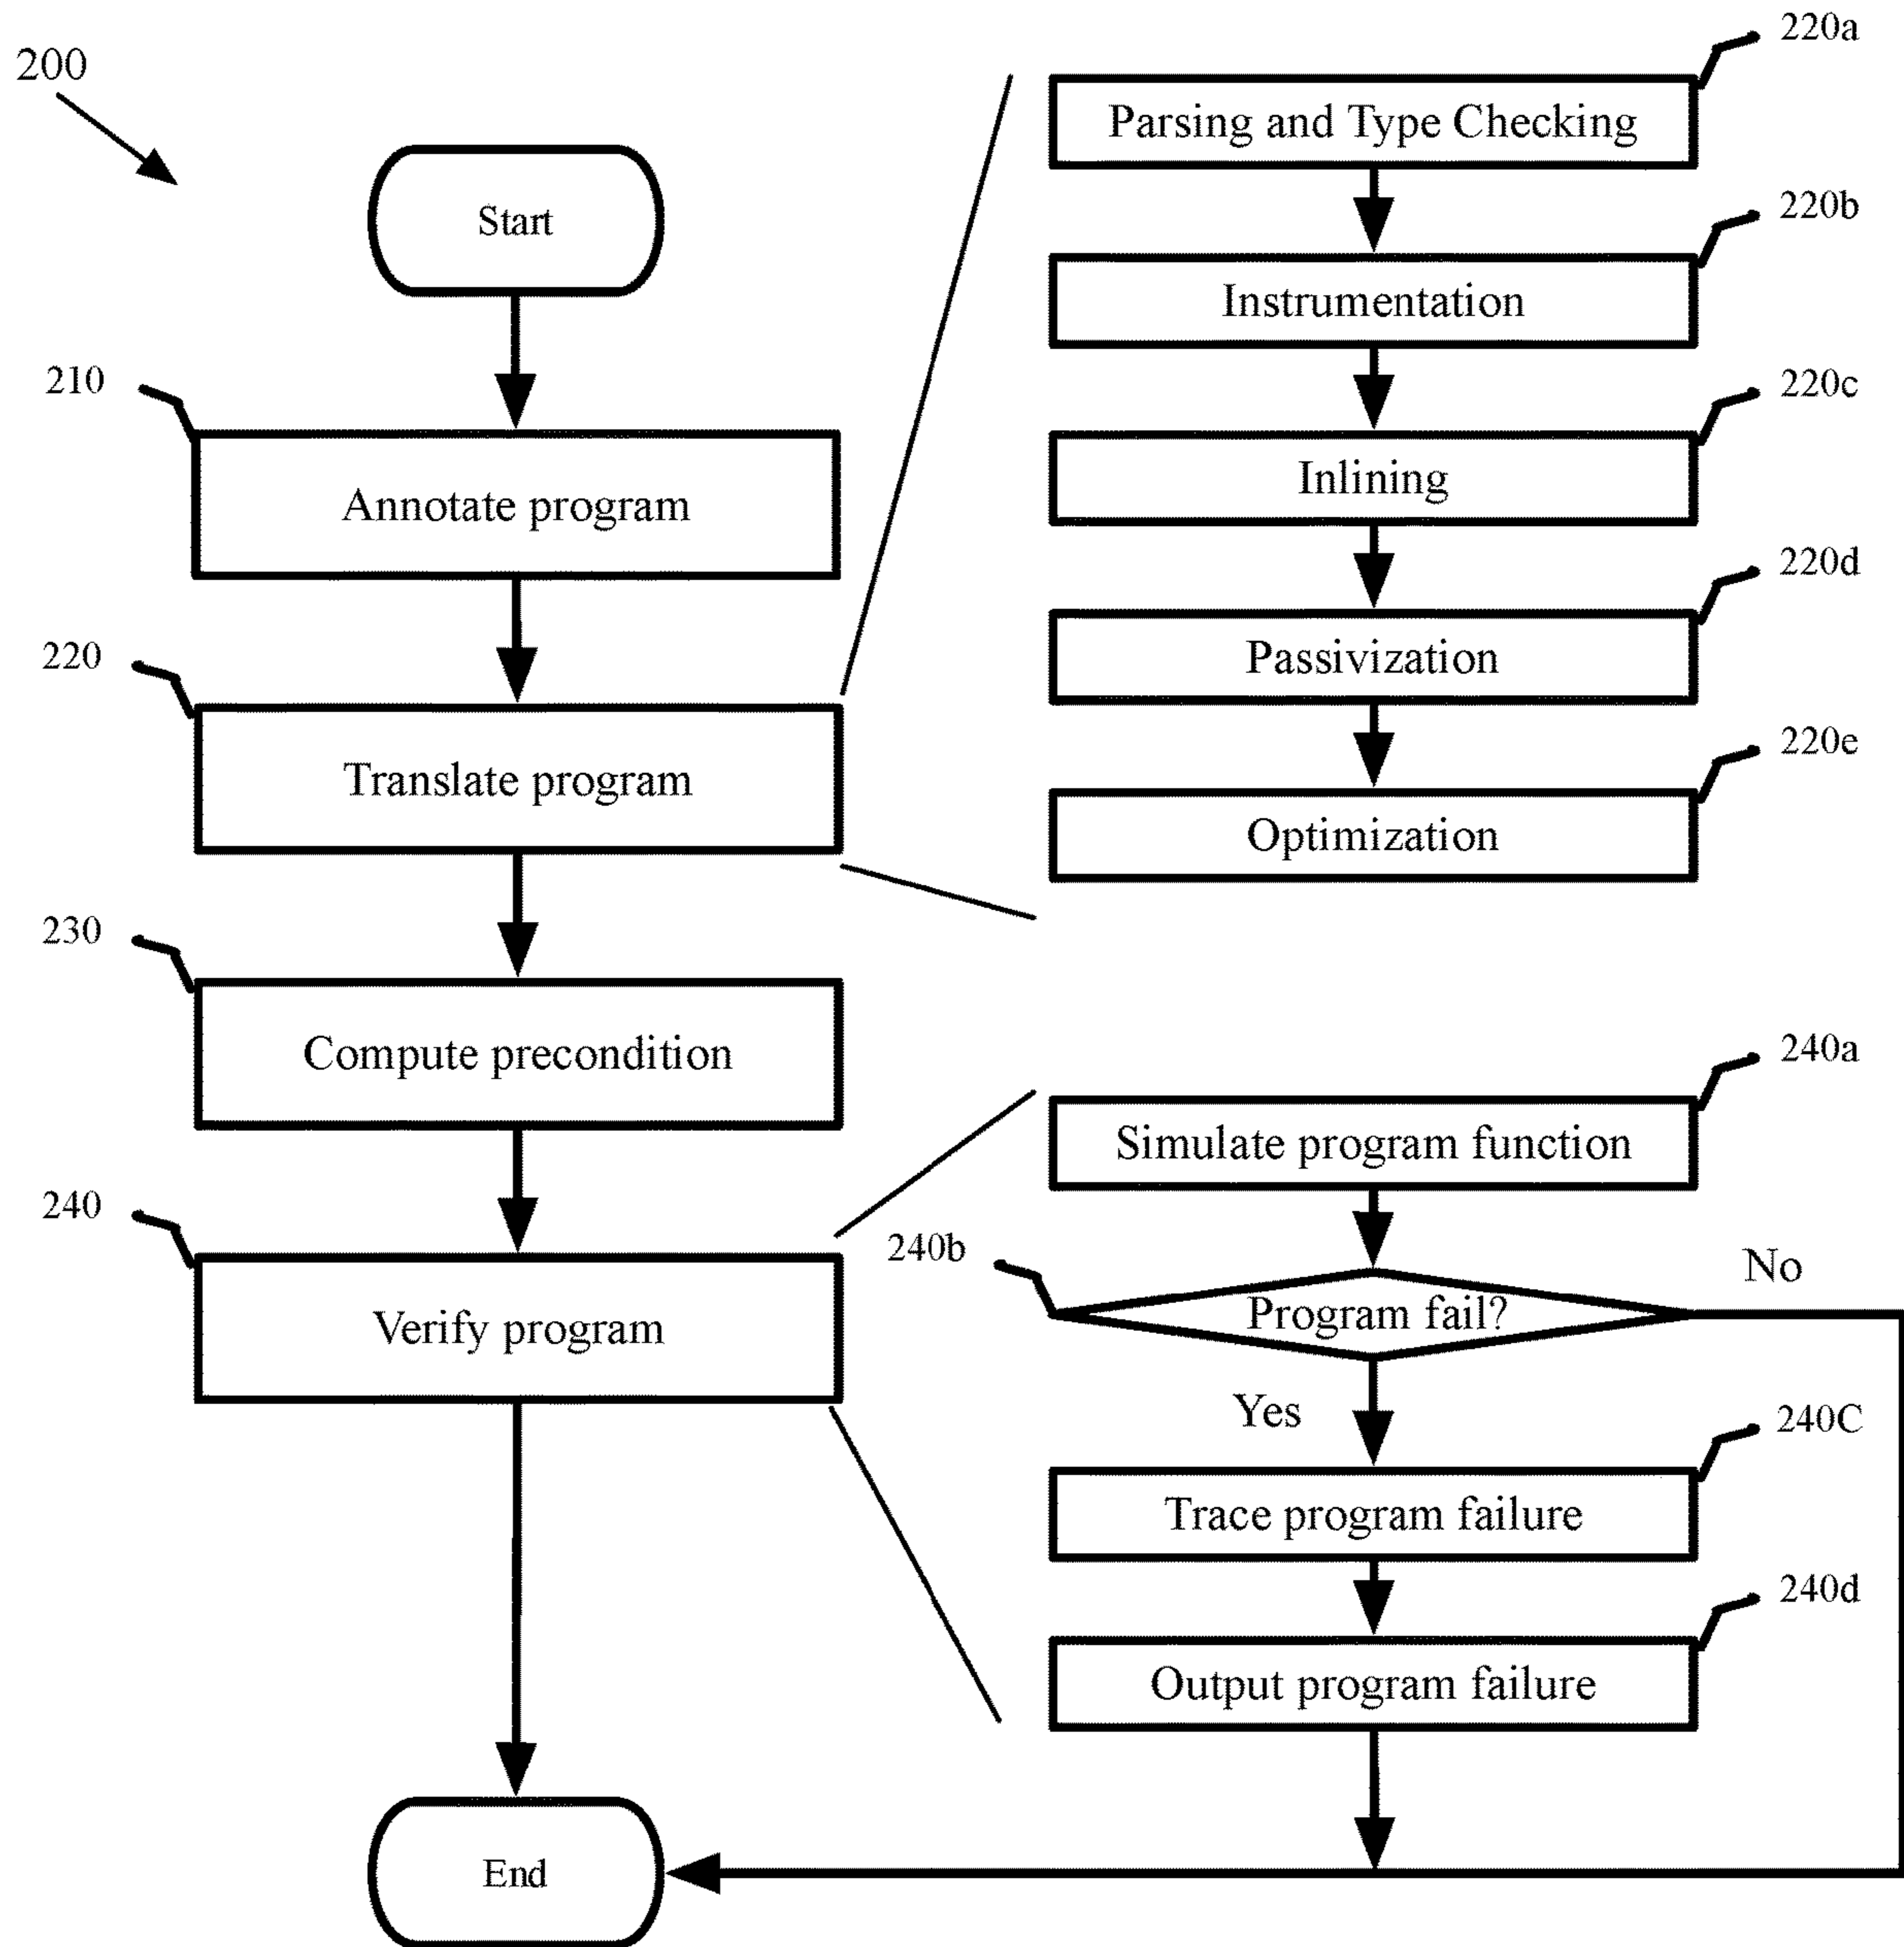 200
Start
210
Annotate program
220
Translate program
230
Compute precondition
240
Verify program
End
220a
Parsing and Type Checking
220b
Instrumentation
220c
Inlining
220d
Passivization
220e
Optimization
240a
Simulate program function
240b
Program fail?
No
Yes
240C
Trace program failure
240d
Output program failure